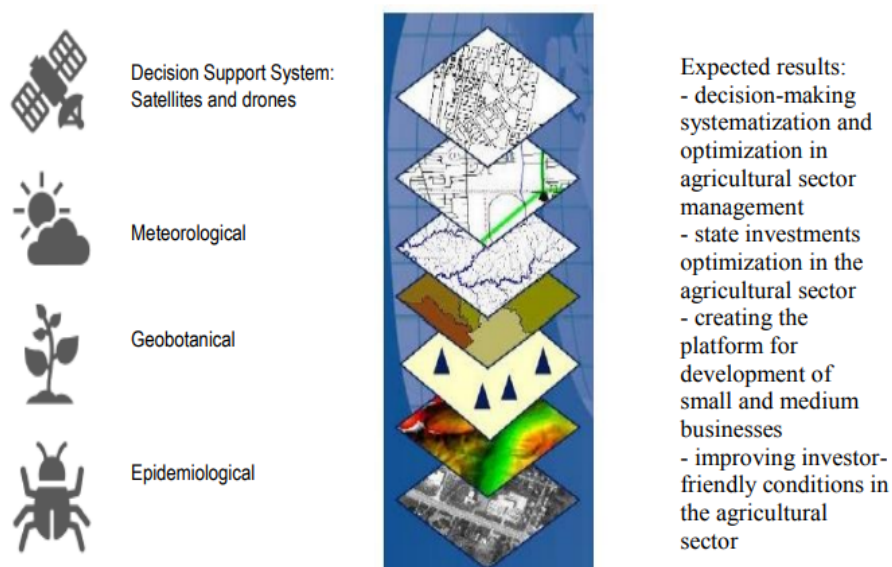 Decision Support System:
Satellites and drones
Meteorological
Geobotanical
Epidemiological
Expected results:
- decision-making
systematization and
optimization in
agricultural sector
management
- state investments
optimization in the
agricultural sector
- creating the
platform for
development of
small and medium
businesses
- improving investor-
friendly conditions in
the agricultural
sector